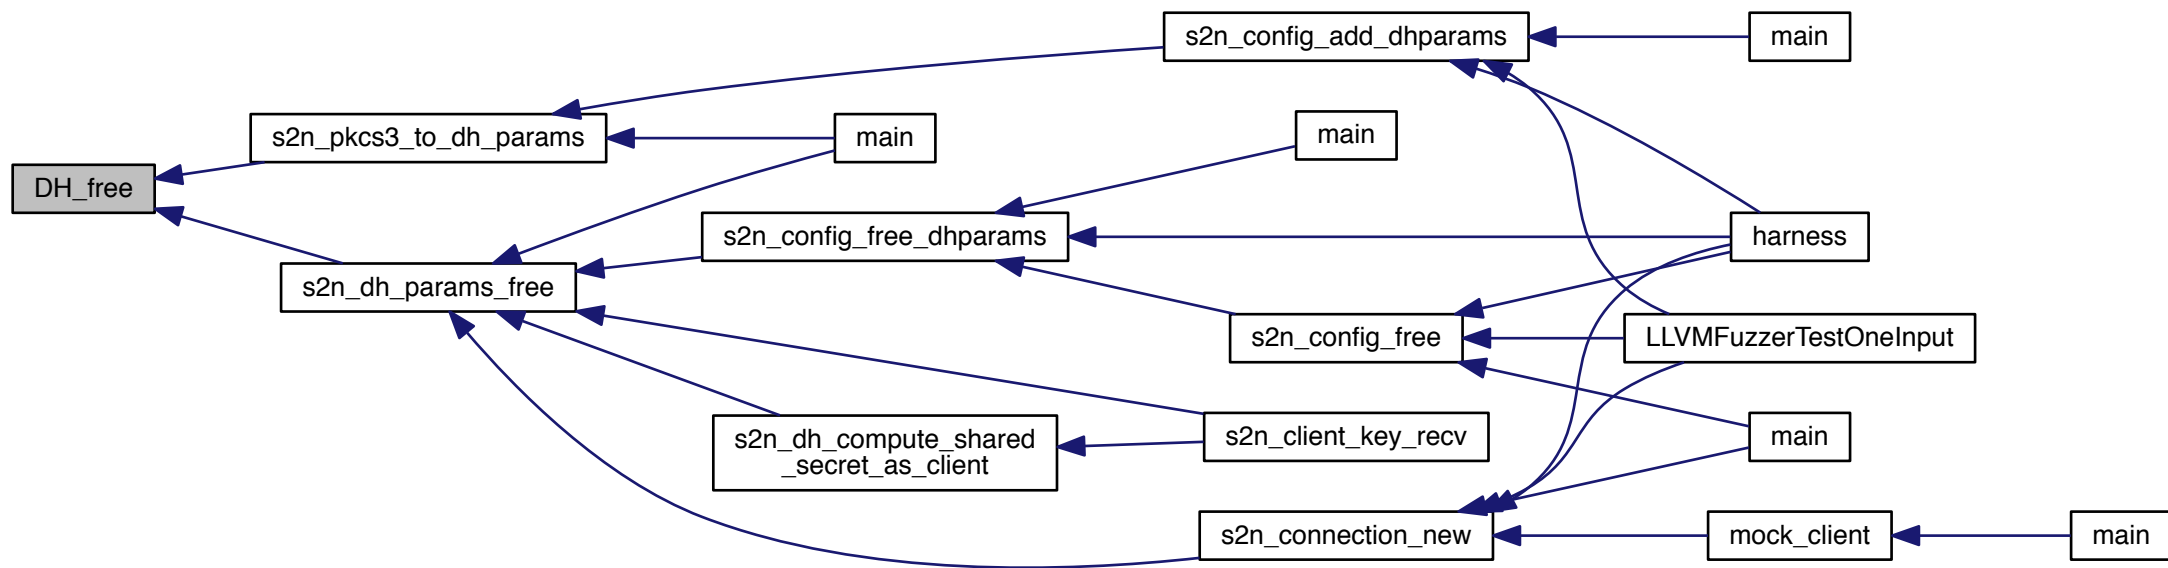 s2n_config_add_dhparams
main
s2n_pkcs3_to_dh_params
main
main
DH_free
s2n_config_free_dhparams
harness
s2n_dh_params_free
s2n_config_free
LLVMFuzzerTestOneInput
s2n_dh_compute_shared
_secret_as_client
s2n_client_key_recv
main
s2n_connection_new
mock_client
main